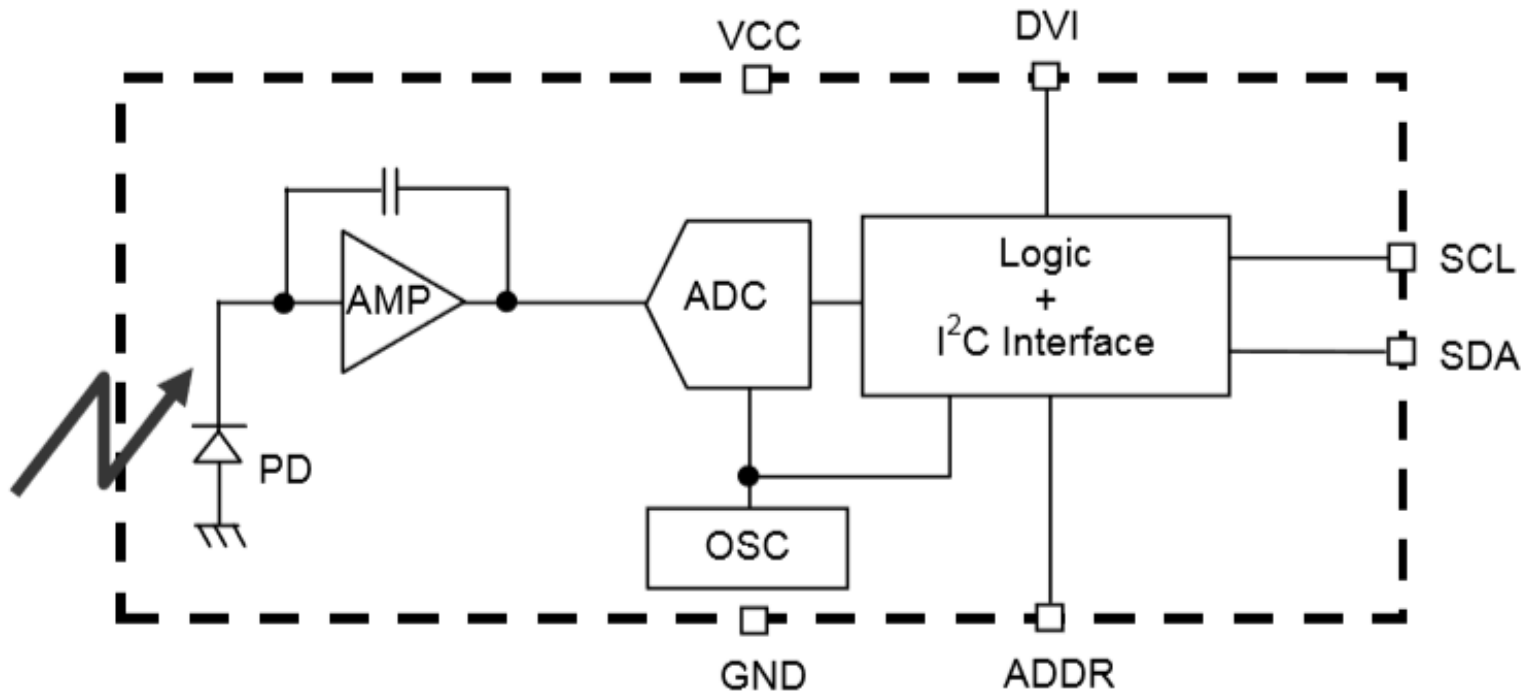 VCC
DVI
AMP
ADC
Logic
+
I²C Interface
SCL
SDA
PD
OSC
GND
ADDR